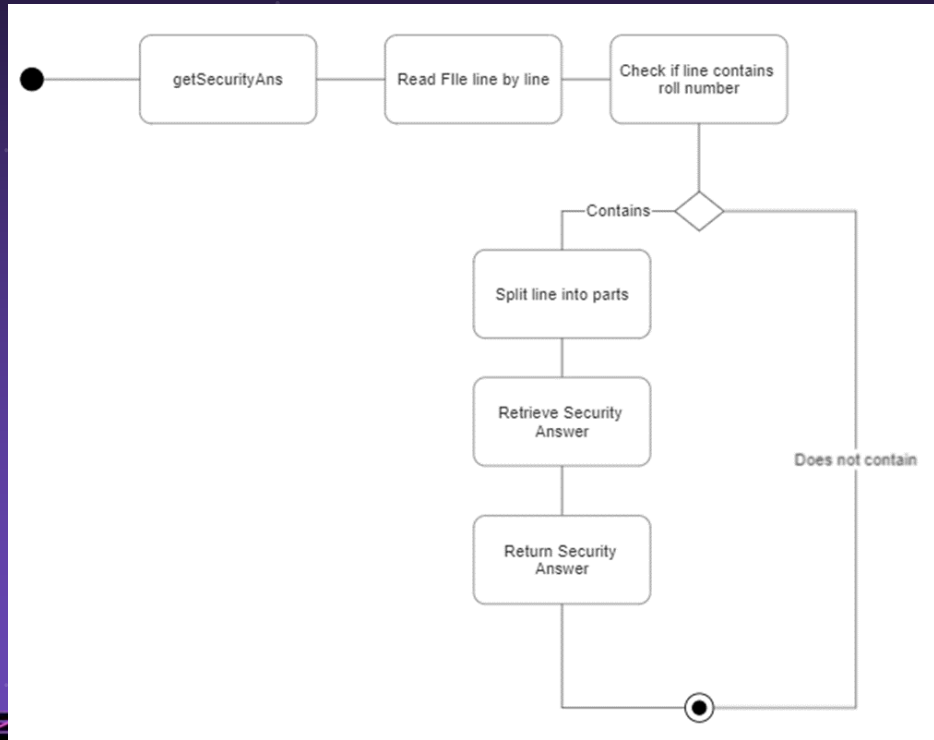 getSecurityAns
Read FIle line by line
Check if line contains
roll number
Contains
Split line into parts
Retrieve Security
Answer
Does not contain
Return Security
Answer